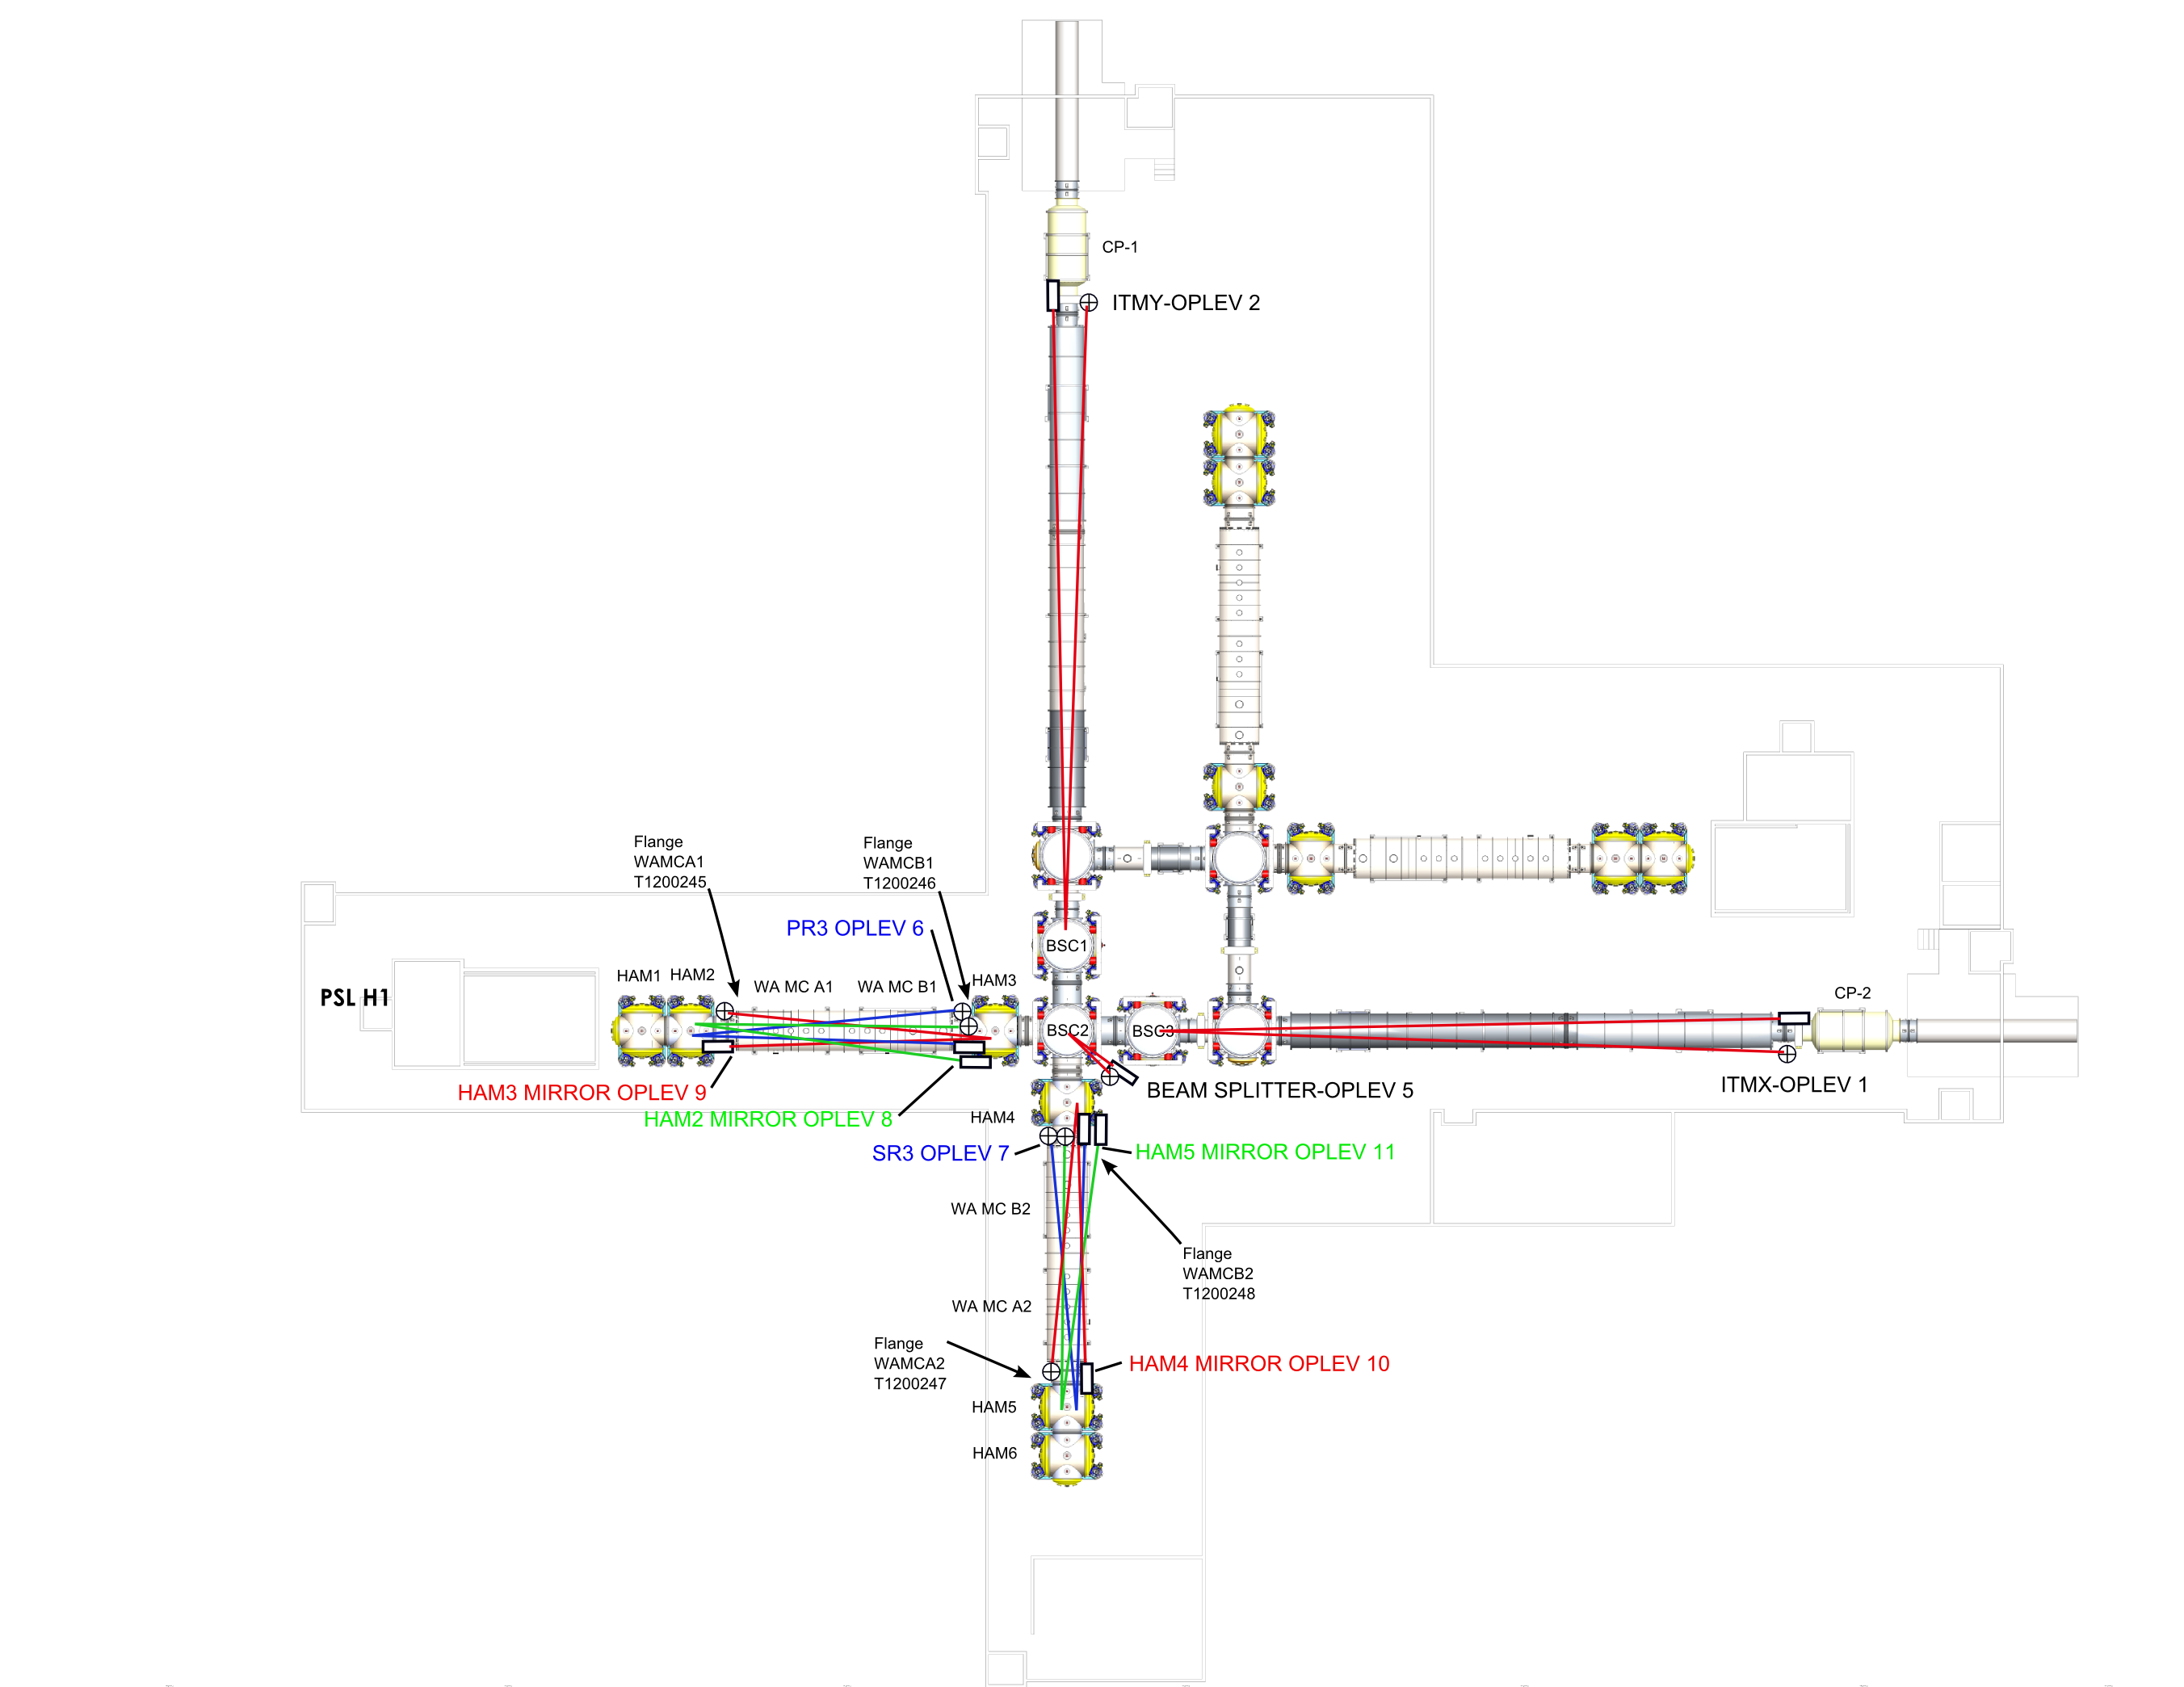 CP-1
ITMY-OPLEV 2
Flange
WAMCA1
T1200245
Flange
WAMCB1
T1200246
PR3 OPLEV 6
BSC1
HAM1
HAM2
WA MC A1
WA MC B1
HAM3
PSL H1
CP-2
BSC2
BSC3
HAM3 MIRROR OPLEV 9
HAM2 MIRROR OPLEV 8
BEAM SPLITTER-OPLEV 5
ITMX-OPLEV 1
HAM4
SR3 OPLEV 7
HAM5 MIRROR OPLEV 11
WA MC B2
Flange
WAMCB2
T1200248
WA MC A2
Flange
WAMCA2
T1200247
HAM4 MIRROR OPLEV 10
HAM5
HAM6